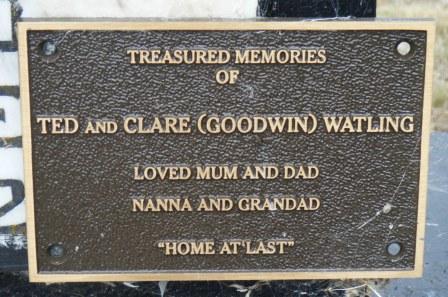 TREASURED MEMORIES
OF
TED AND CLARE (GOODWIN) WATLING
LOVED MUM AND DAD
NANNA AND GRANDAD
"HOME AT LAST"